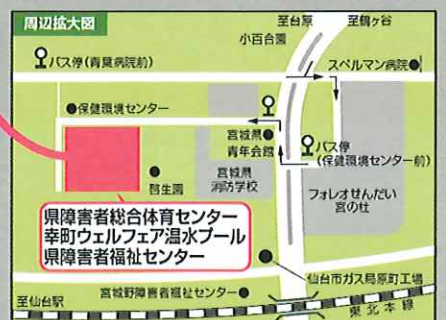 周辺拡大図
至台原
至鶴ヶ谷
小百合園
バス停(青葉病院前)
スペルマン病院
保健環境センター
宮城県
青年会館
バス停
(保健環境センター前)
啓生園
宮城県
消防学校
フォレオせんだい
宮の杜
県障害者総合体育センター
幸町ウェルフェア温水プール
県障害者福祉センター
仙台市ガス局原町工場
至仙台駅
宮城野障害者福祉センター
東北本線